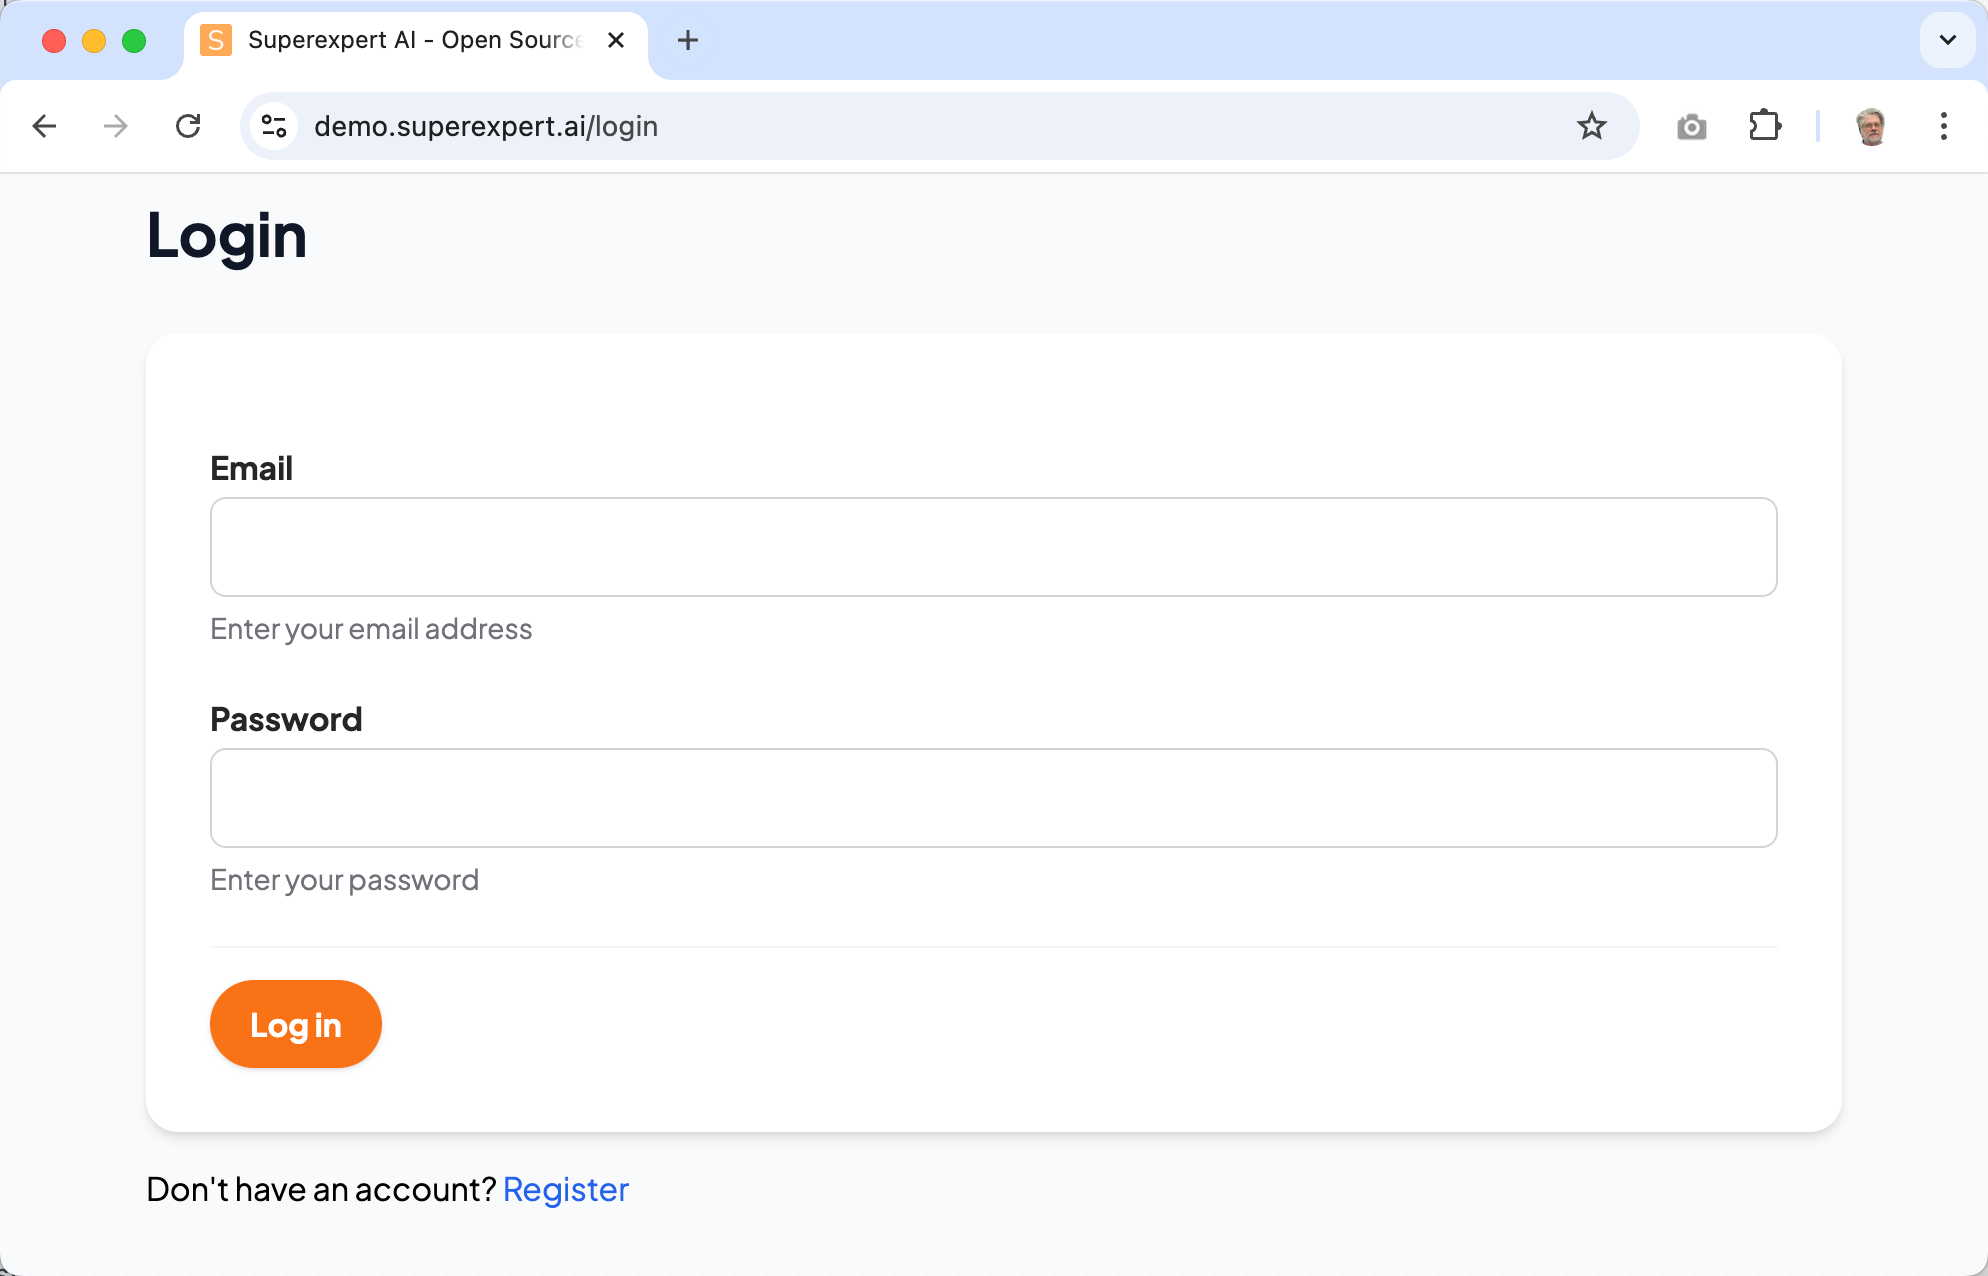 S Superexpert AI - Open Source
demo.superexpert.ai/login
Login
Email
Enter your email address
Password
Enter your password
Log in
Don't have an account? Register